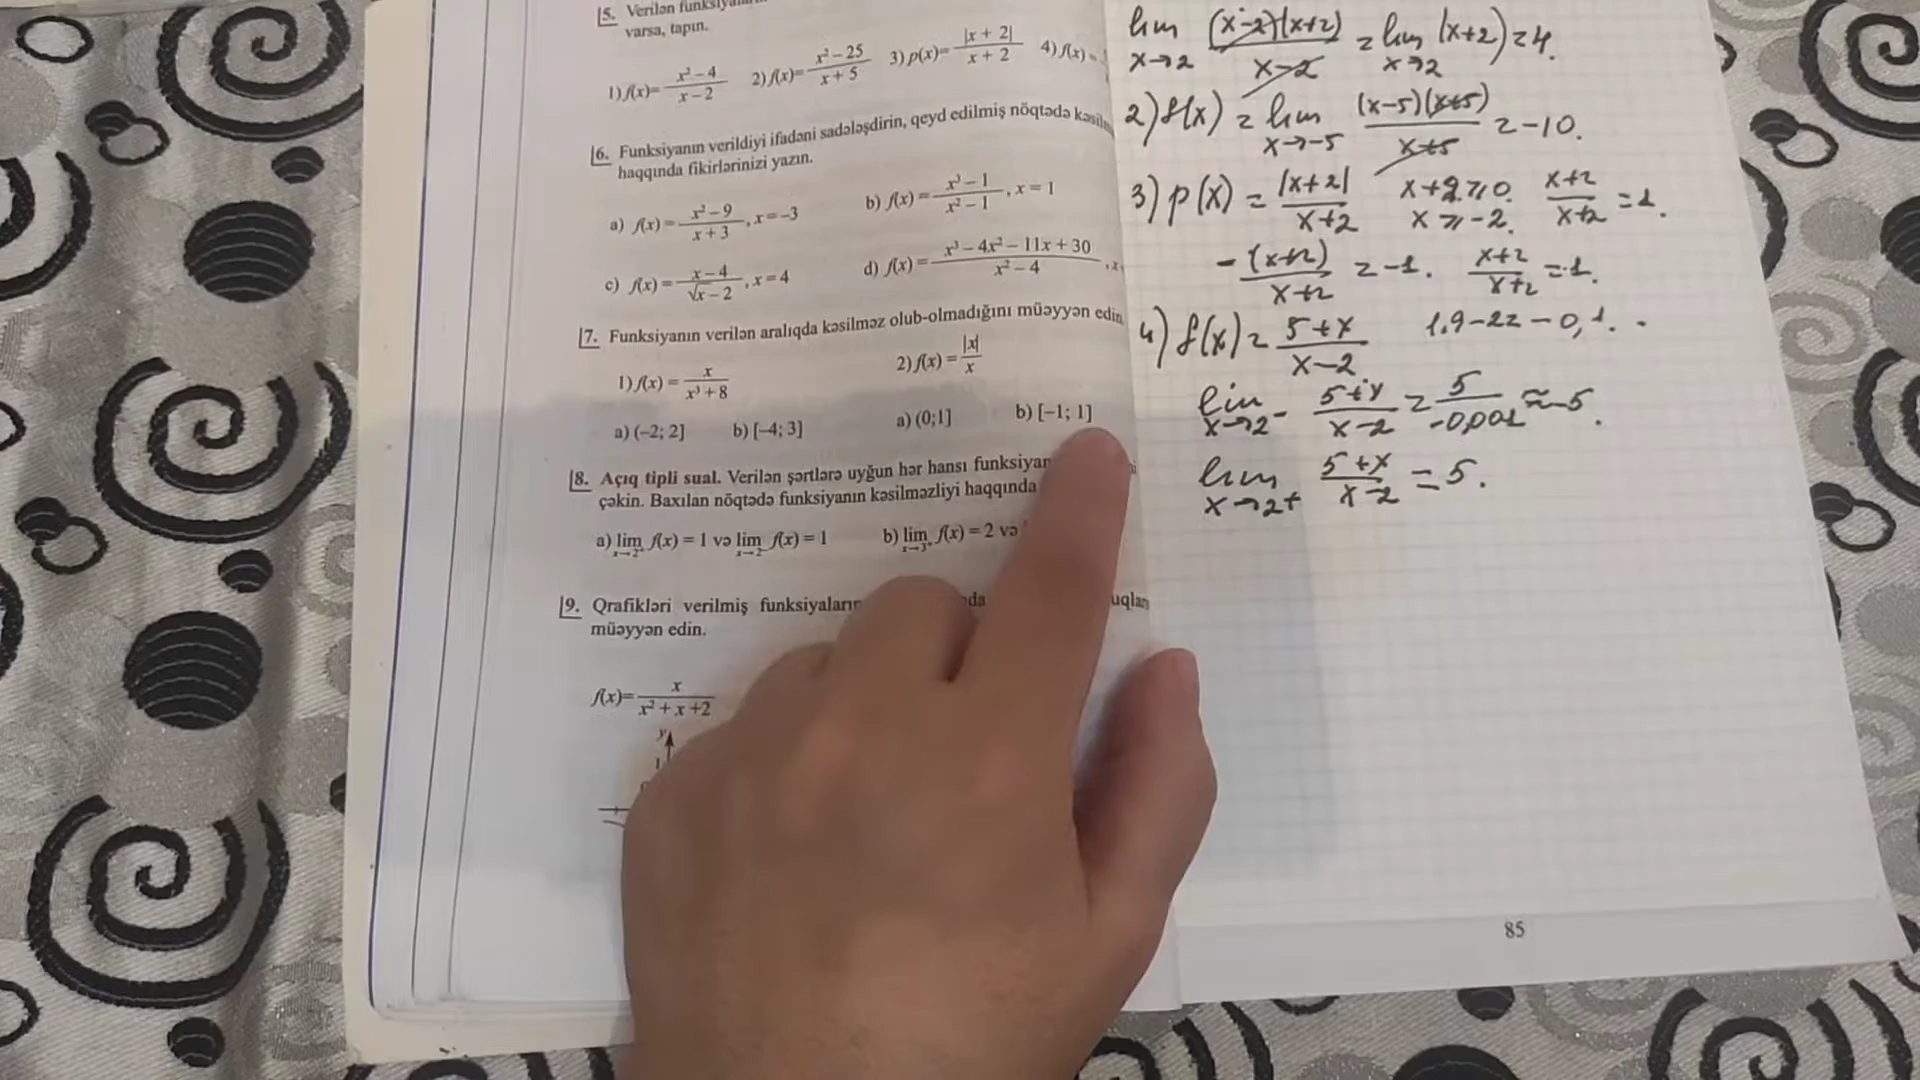 5. Verilən
varsa, tapın.
1) f(x)= x² – 4 / x – 2 2) f(x)= x² – 25 / x + 5 3) p(x)= |x + 2| / x + 2 4) f(x) =
6. Funksiyanın verildiyi ifadəni sadələşdirin, qeyd edilmiş nöqtədə
haqqında fikirlərinizi yazın.
a) f(x) = x² – 9 / x + 3 , x = –3 b) f(x) = x³ – 1 / x² – 1 , x = 1
c) f(x) = x – 4 / √x – 2 , x = 4 d) f(x) = x³ – 4x² – 11x + 30 / x² – 4 , x
7. Funksiyanın verilən aralıqda kəsilməz olub-olmadığını müəyyən edin
1) f(x) = x / x³ + 8 2) f(x) = |x| / x
a) (–2; 2] b) [–4; 3] a) (0;1] b) [–1; 1]
8. Açıq tipli sual. Verilən şərtlərə uyğun hər hansı
çəkin. Baxılan nöqtədə funksiyanın kəsilməzliyi haqqında
a) lim x→2⁺ f(x) = 1 və lim x→2⁻ f(x) = 1 b) lim x→3⁺ f(x) = 2 və
9. Qrafikləri verilmiş
müəyyən edin.
f(x)= x / x² + x +2
y
1
lim x→2 (x-2)(x+2) / x-2 = lim x→2 (x+2) = 4.
2) f(x) = lim x→-5 (x-5)(x+5) / x+5 = -10.
3) p(x) = |x+2| / x+2 x+2 ⩾ 0. x+2 / x+2 = 1.
x ⩾ -2.
- (x+2) / x+2 = -1. x+2 / x+2 = 1.
4) f(x) = 5+x / x-2 1.9-2= -0,1.
lim x→2⁻ 5+x / x-2 = 5 / -0,001 ≈ -5.
lim x→2+ 5+x / x-2 = 5.
85